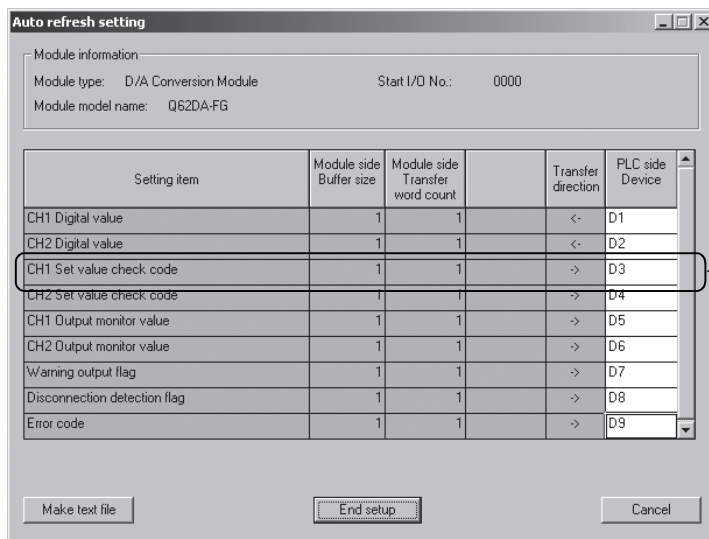 Auto refresh setting
Module information
Module type: D/A Conversion Module Start I/O No.: 0000
Module model name: Q62DA-FG
Setting item Module side Buffer size Module side Transfer word count Transfer direction PLC side Device
CH1 Digital value 1 1 <- D1
CH2 Digital value 1 1 <- D2
CH1 Set value check code 1 1 -> D3
CH2 Set value check code 1 1 -> D4
CH1 Output monitor value 1 1 -> D5
CH2 Output monitor value 1 1 -> D6
Warning output flag 1 1 -> D7
Disconnection detection flag 1 1 -> D8
Error code 1 1 -> D9
Make text file End setup Cancel